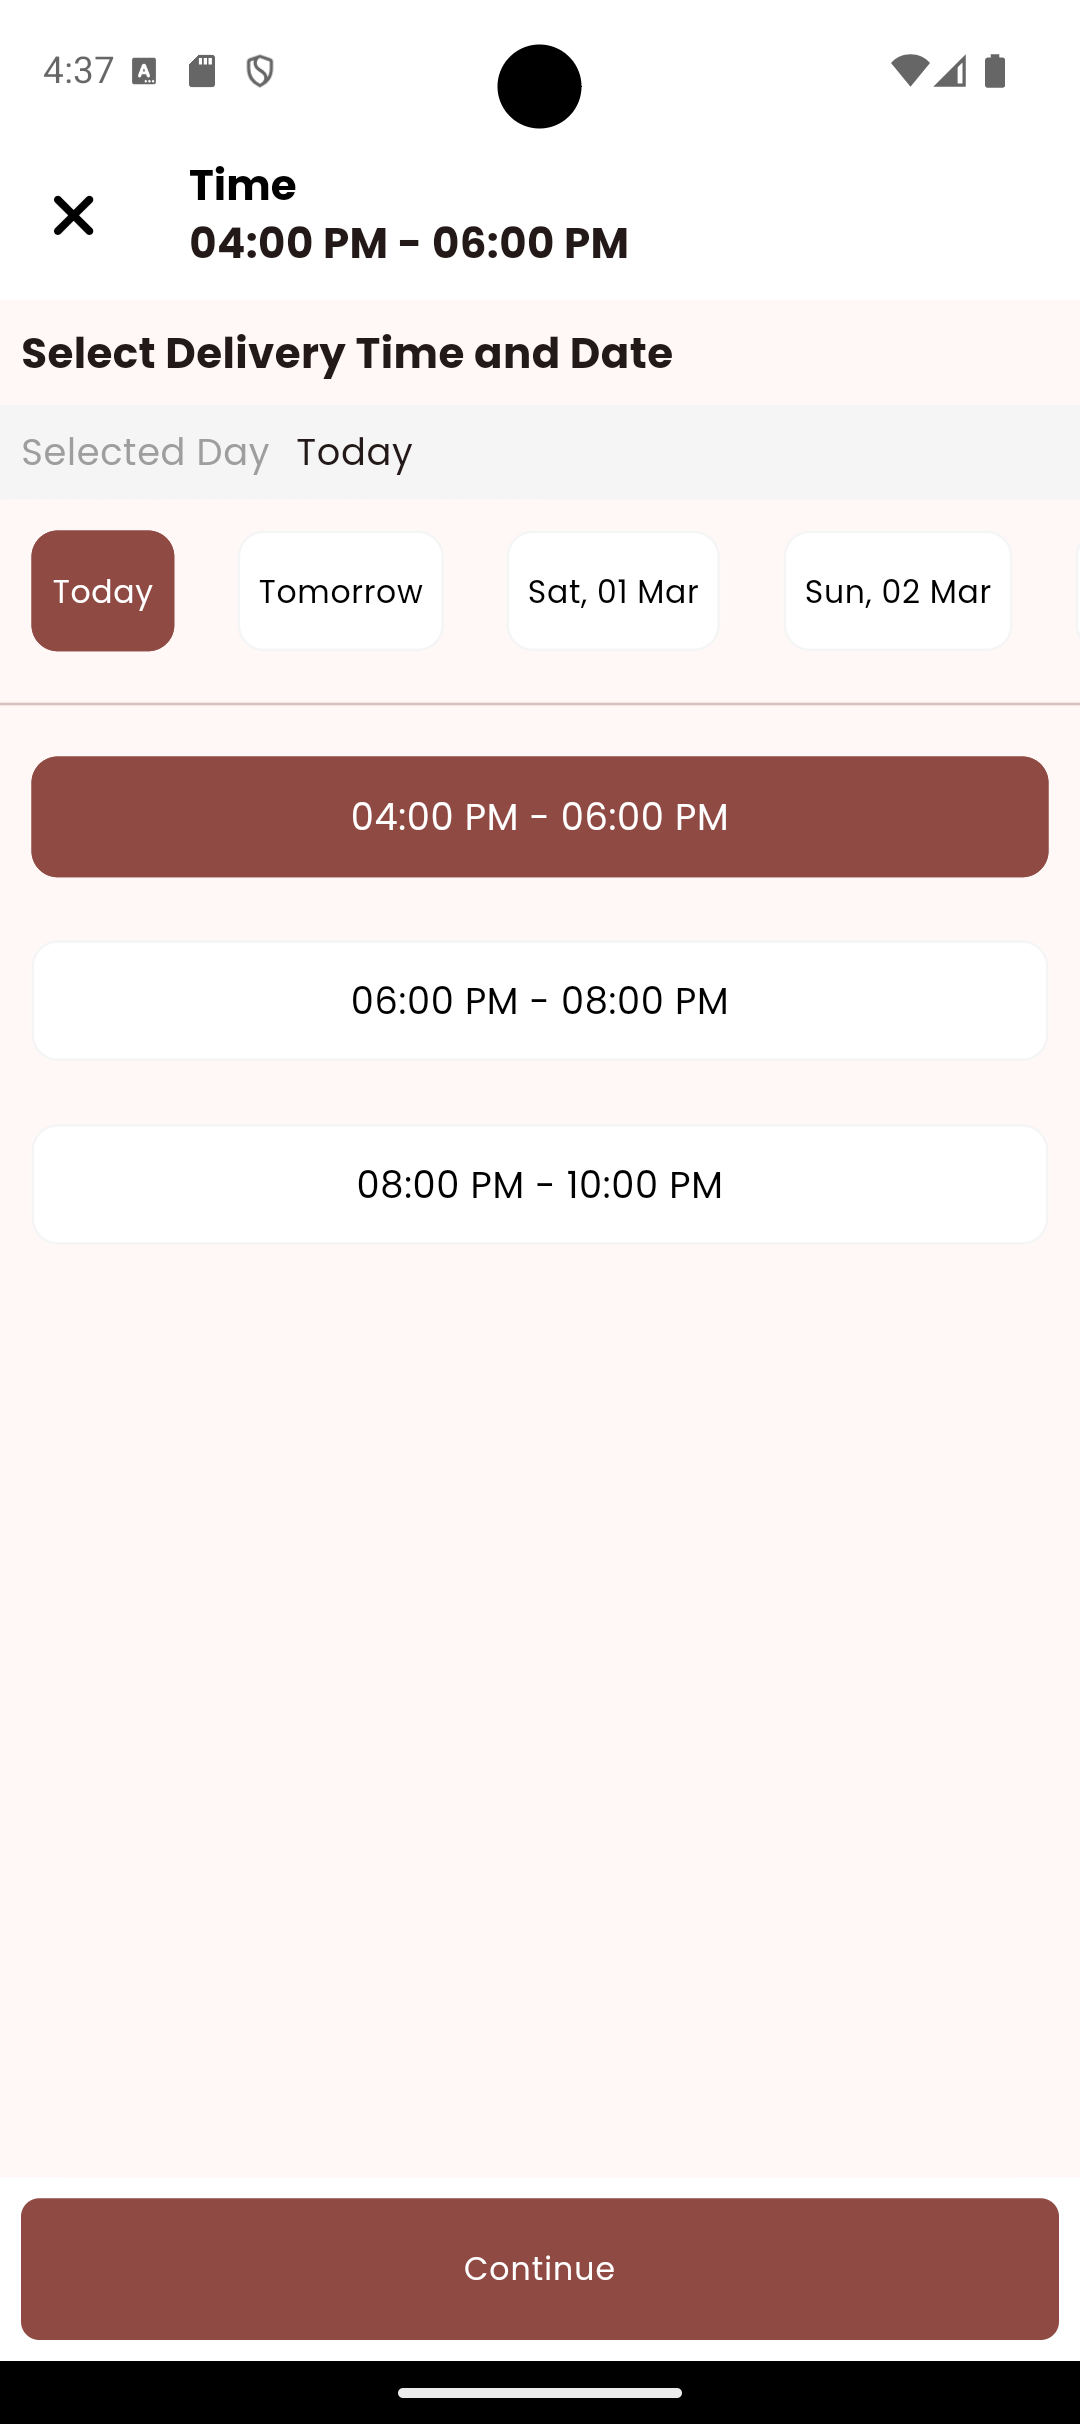 4:37
Time
04:00 PM - 06:00 PM
Select Delivery Time and Date
Selected Day Today
Today Tomorrow Sat, 01 Mar Sun, 02 Mar
04:00 PM - 06:00 PM
06:00 PM - 08:00 PM
08:00 PM - 10:00 PM
Continue